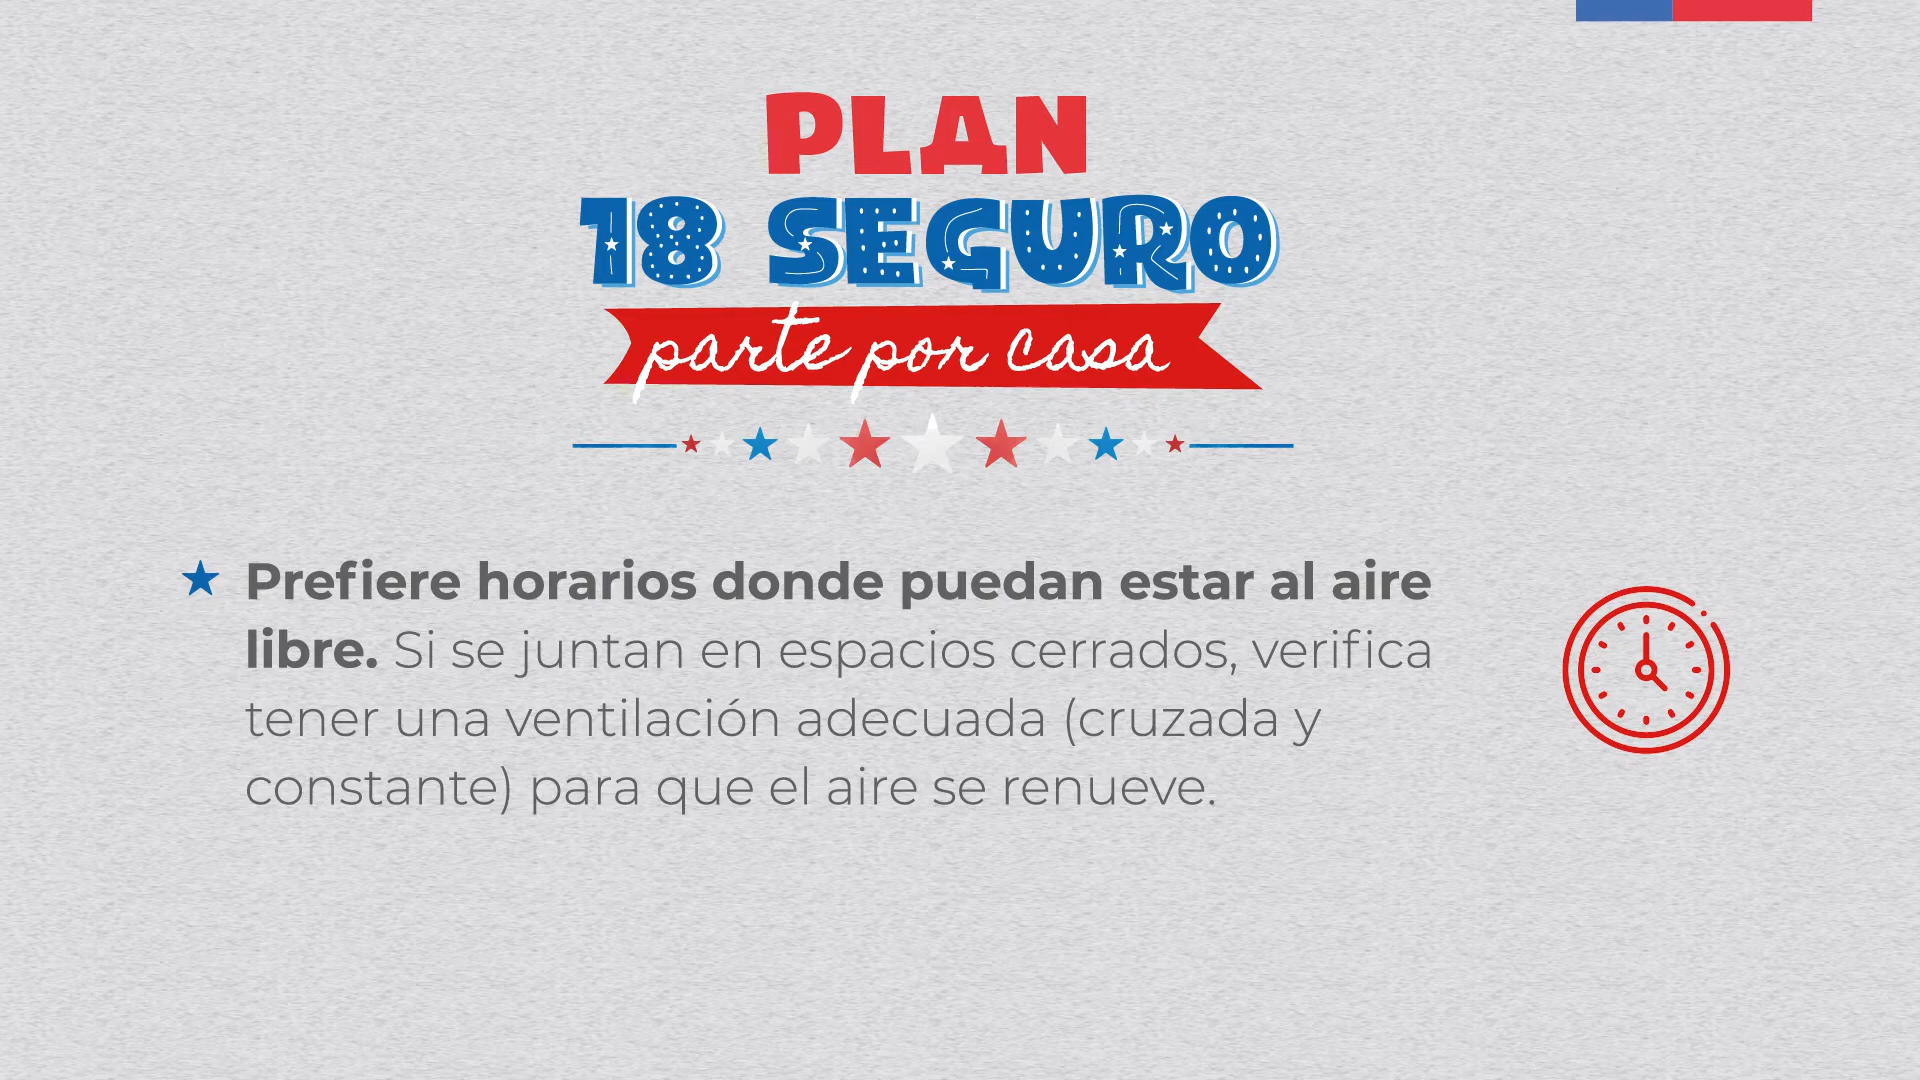 PLAN
18 SEGURO
parte por casa
Prefiere horarios donde puedan estar al aire
libre. Si se juntan en espacios cerrados, verifica
tener una ventilación adecuada (cruzada y
constante) para que el aire se renueve.